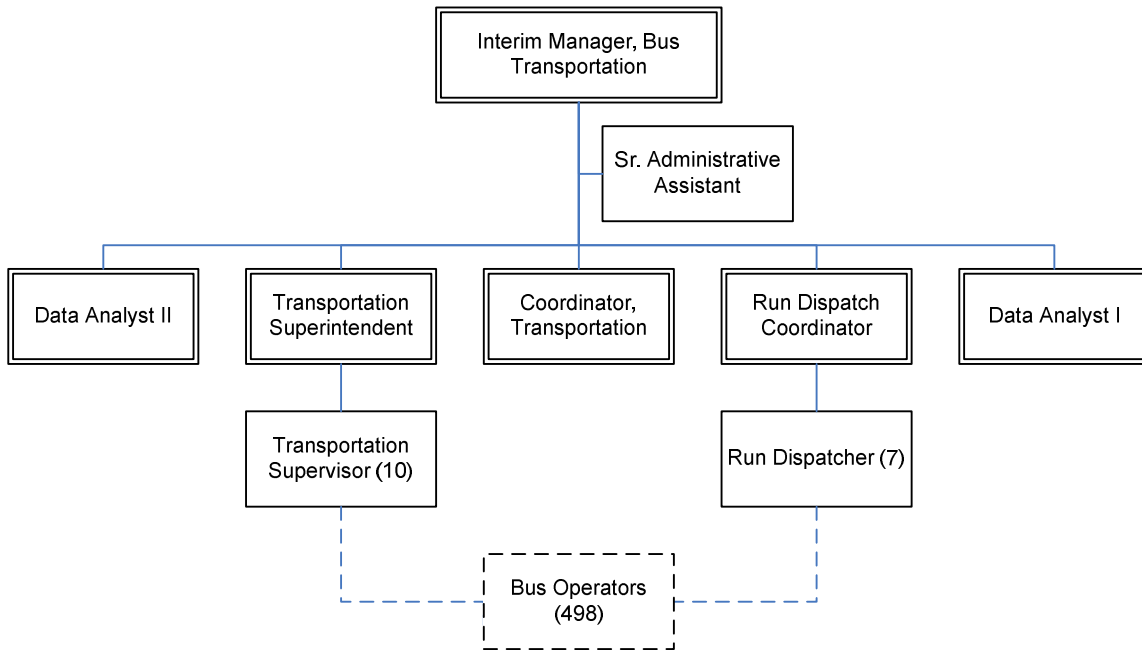 Interim Manager, Bus
Transportation
Sr. Administrative
Assistant
Data Analyst II
Transportation
Superintendent
Coordinator,
Transportation
Run Dispatch
Coordinator
Data Analyst I
Transportation
Supervisor (10)
Run Dispatcher (7)
Bus Operators
(498)